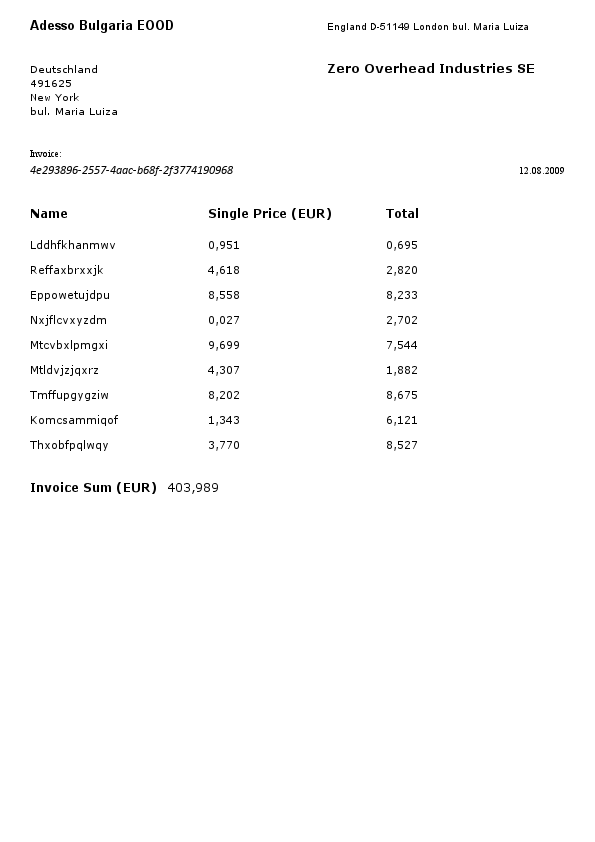 Adesso Bulgaria EOOD
England D-51149 London bul. Maria Luiza
Zero Overhead Industries SE
Deutschland
491625
New York
bul. Maria Luiza
Invoice:
4e293896-2557-4aac-b68f-2f3774190968
12.08.2009
Name Single Price (EUR) Total
Lddhfkhanmwv 0,951 0,695
Reffaxbrxxjk 4,618 2,820
Eppowetujdpu 8,558 8,233
Nxjflcvxyzdm 0,027 2,702
Mtcvbxlpmgxi 9,699 7,544
Mtldvjzjqxrz 4,307 1,882
Tmffupgygziw 8,202 8,675
Komcsammiqof 1,343 6,121
Thxobfpqlwqy 3,770 8,527
Invoice Sum (EUR) 403,989